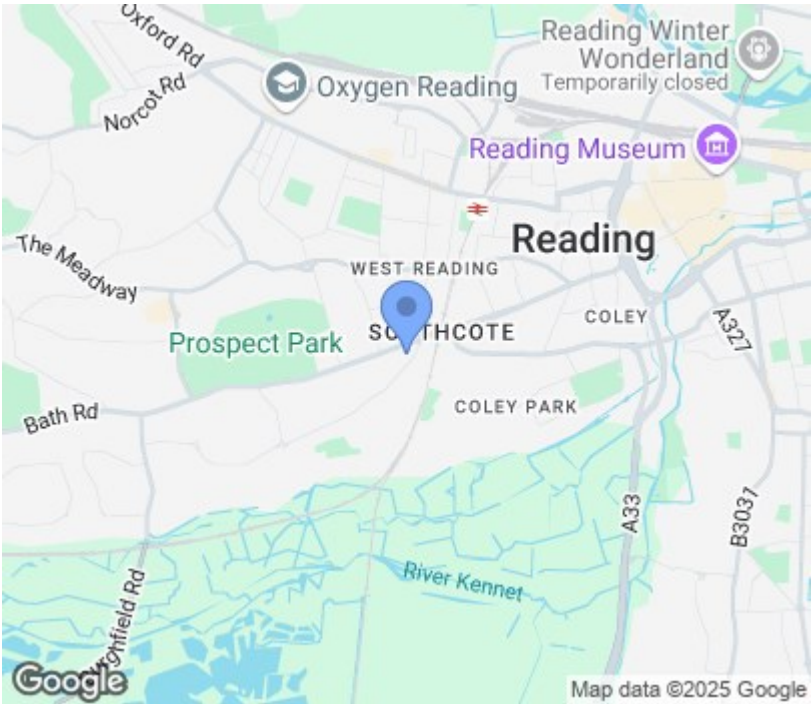 Oxford Rd
Reading Winter
Wonderland
Temporarily closed
Oxygen Reading
Norcot Rd
Reading Museum
Reading
The Meadway
WEST READING
Prospect Park
COLEY
A327
Bath Rd
COLEY PARK
A33
B3031
River Kennet
Google
Map data ©2025 Google